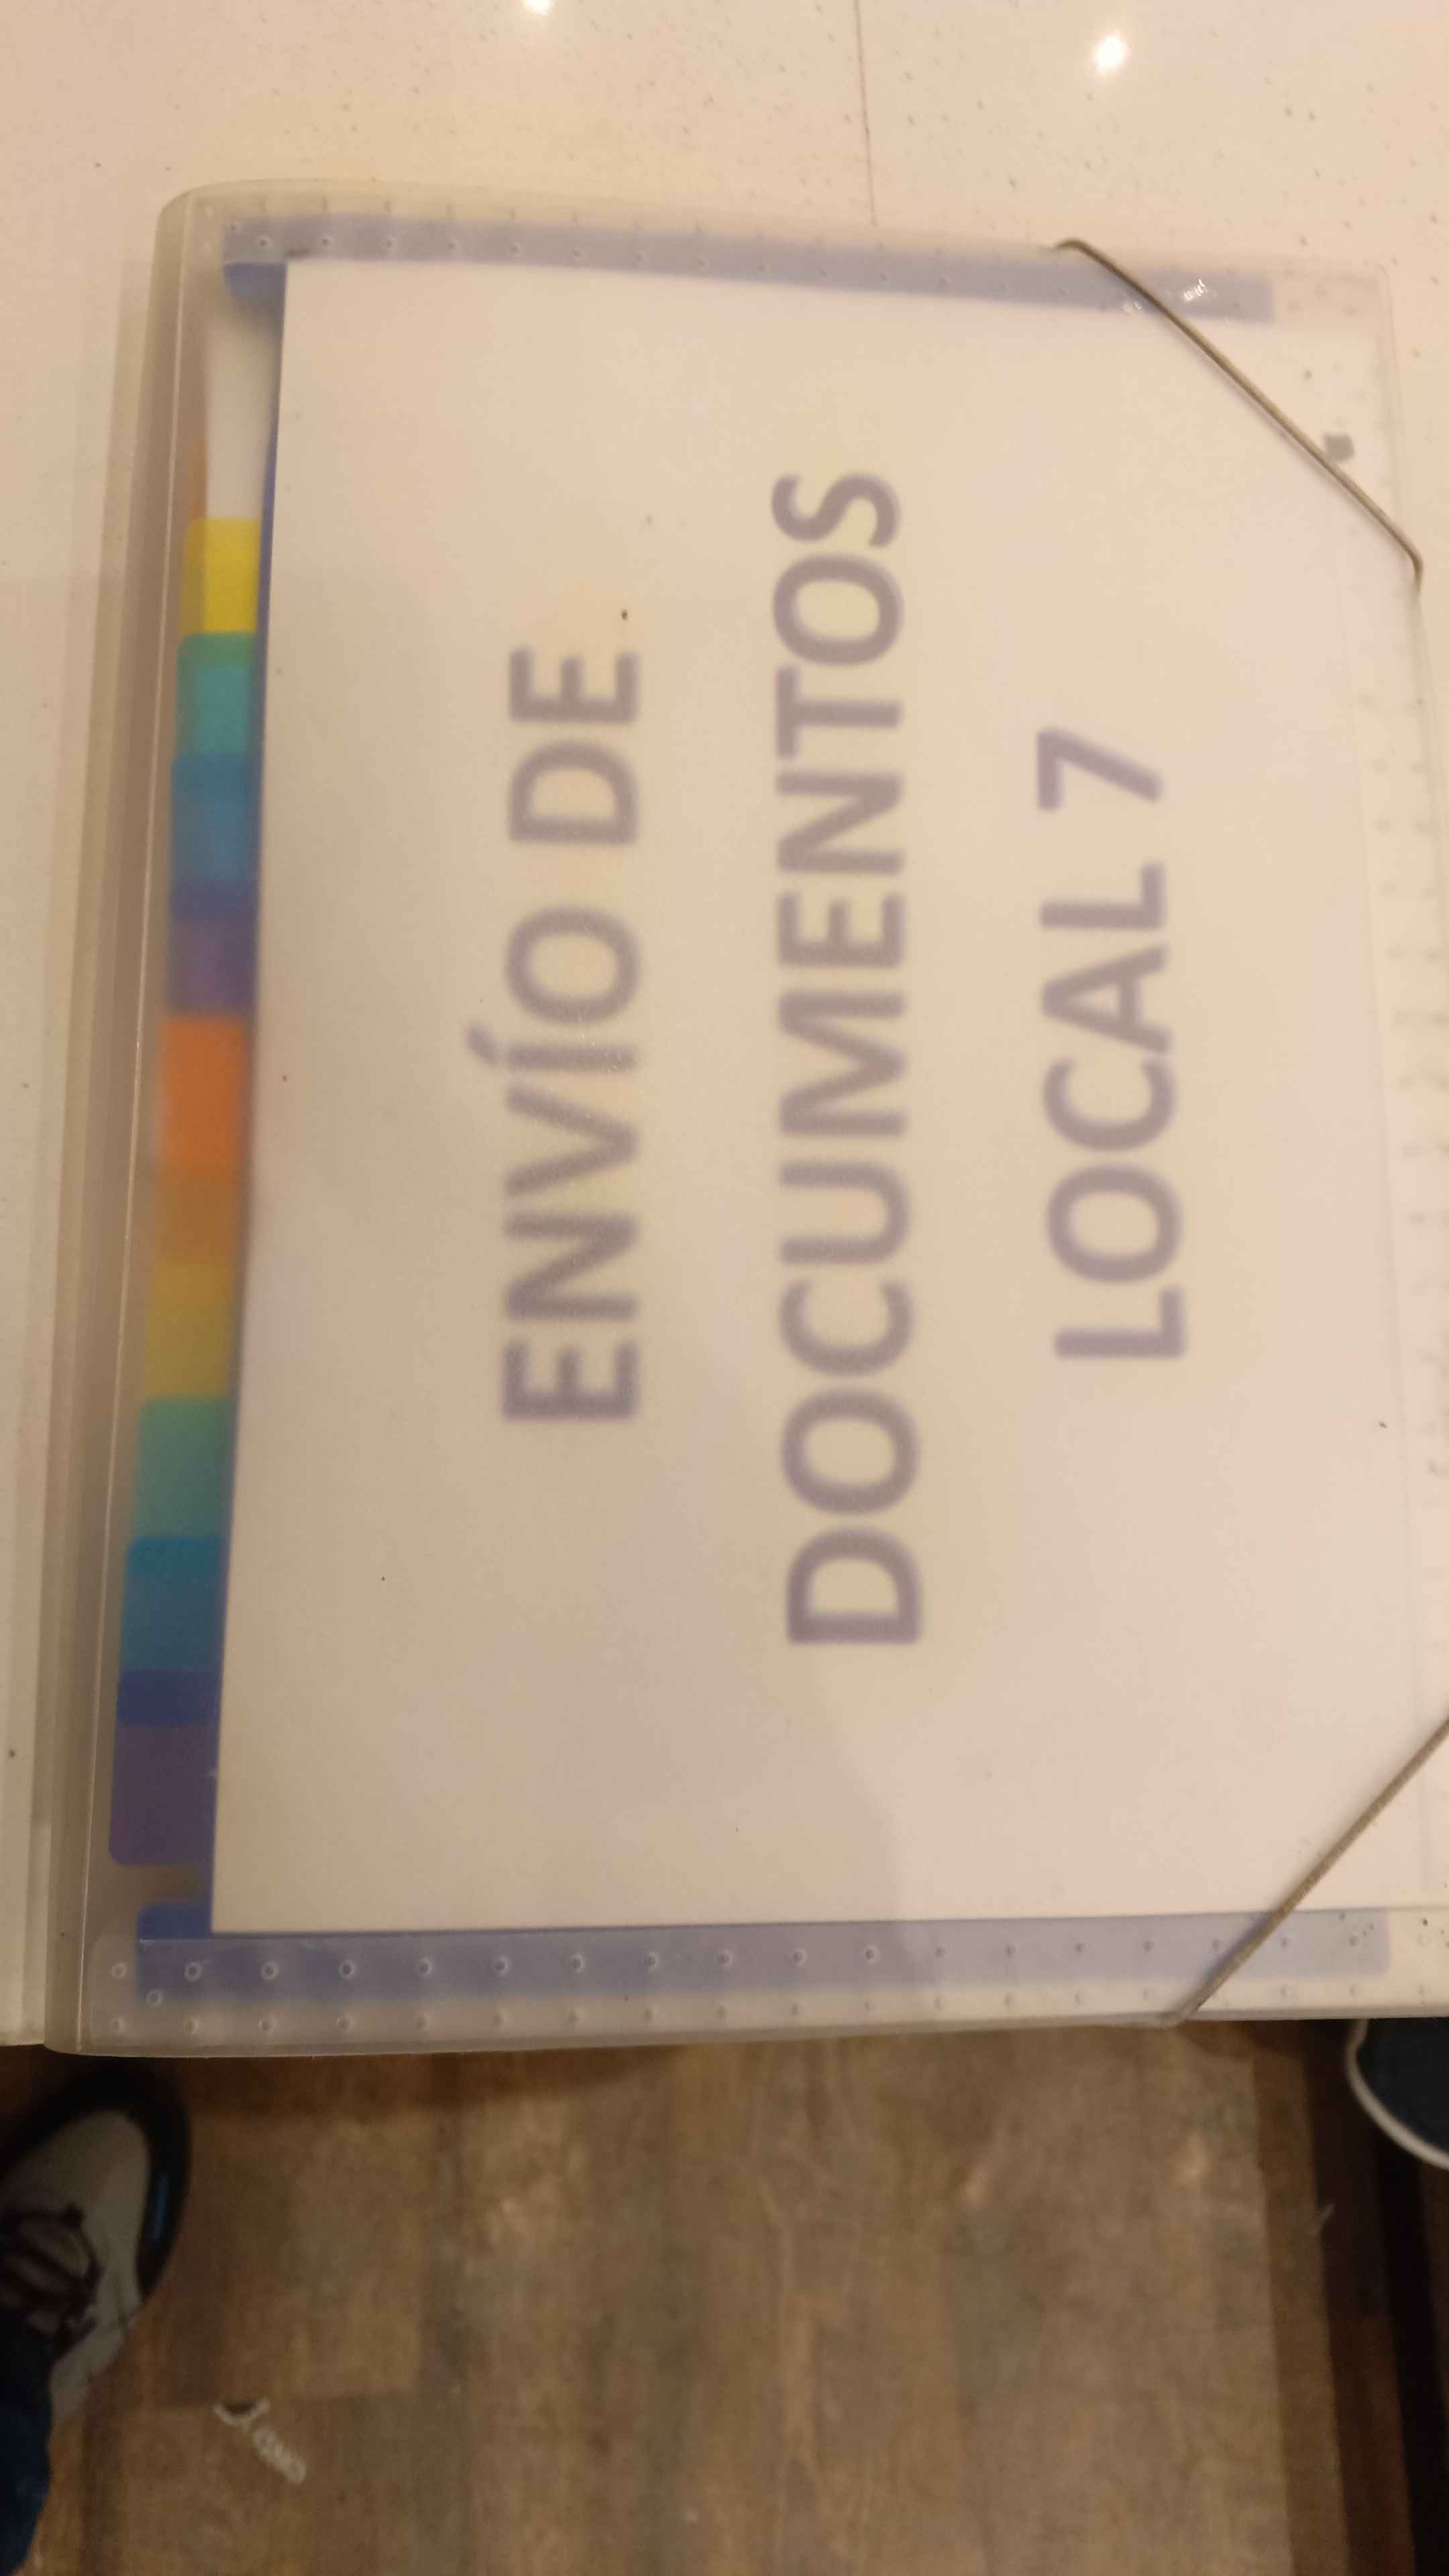 ENVÍO DE
DOCUMENTOS
LOCAL 7